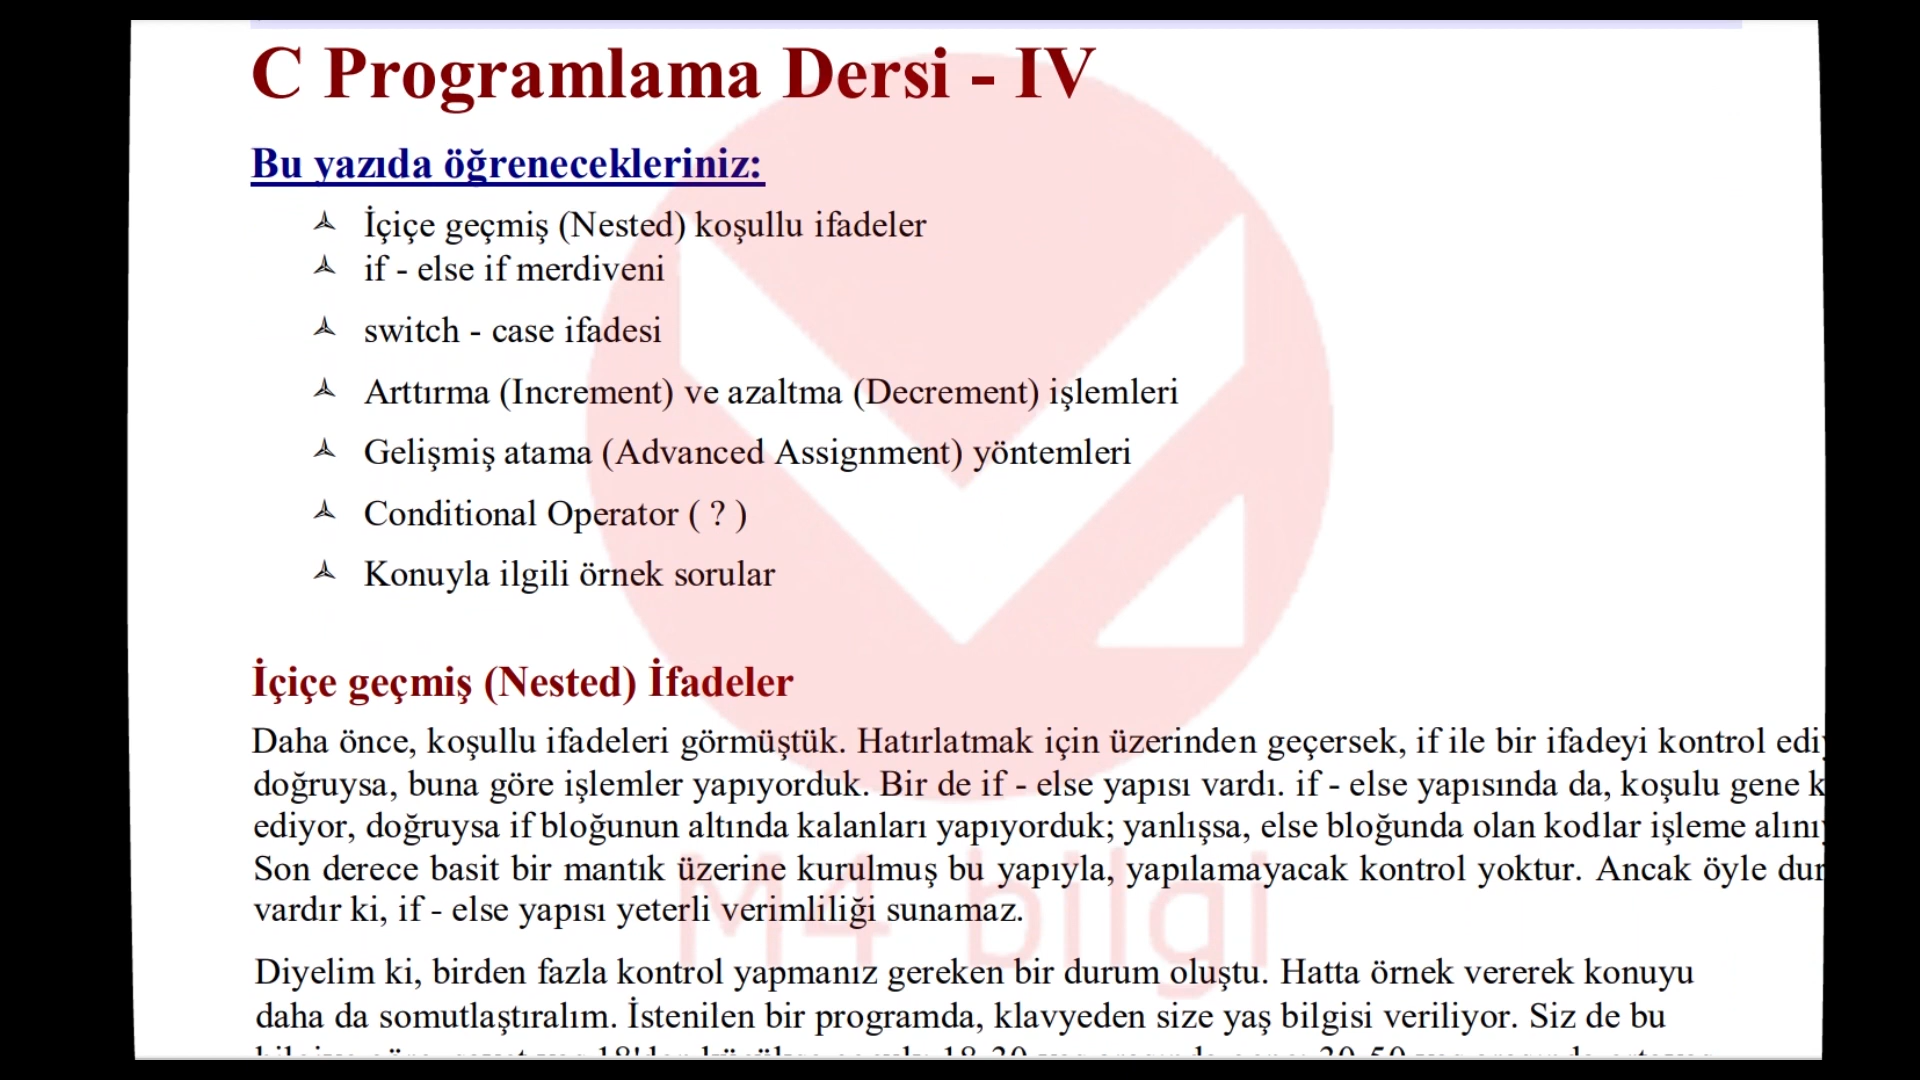 C Programlama Dersi - IV
Bu yazıda öğrenecekleriniz:
İçiçe geçmiş (Nested) koşullu ifadeler
if - else if merdiveni
switch - case ifadesi
Arttırma (Increment) ve azaltma (Decrement) işlemleri
Gelişmiş atama (Advanced Assignment) yöntemleri
Conditional Operator ( ? )
Konuyla ilgili örnek sorular
İçiçe geçmiş (Nested) İfadeler
Daha önce, koşullu ifadeleri görmüştük. Hatırlatmak için üzerinden geçersek, if ile bir ifadeyi kontrol
doğruysa, buna göre işlemler yapıyorduk. Bir de if - else yapısı vardı. if - else yapısında da, koşulu gene
ediyor, doğruysa if bloğunun altında kalanları yapıyorduk; yanlışsa, else bloğunda olan kodlar işleme
Son derece basit bir mantık üzerine kurulmuş bu yapıyla, yapılamayacak kontrol yoktur. Ancak öyle
vardır ki, if - else yapısı yeterli verimliliği sunamaz.
M4 bilgi
Diyelim ki, birden fazla kontrol yapmanız gereken bir durum oluştu. Hatta örnek vererek konuyu
daha da somutlaştıralım. İstenilen bir programda, klavyeden size yaş bilgisi veriliyor. Siz de bu